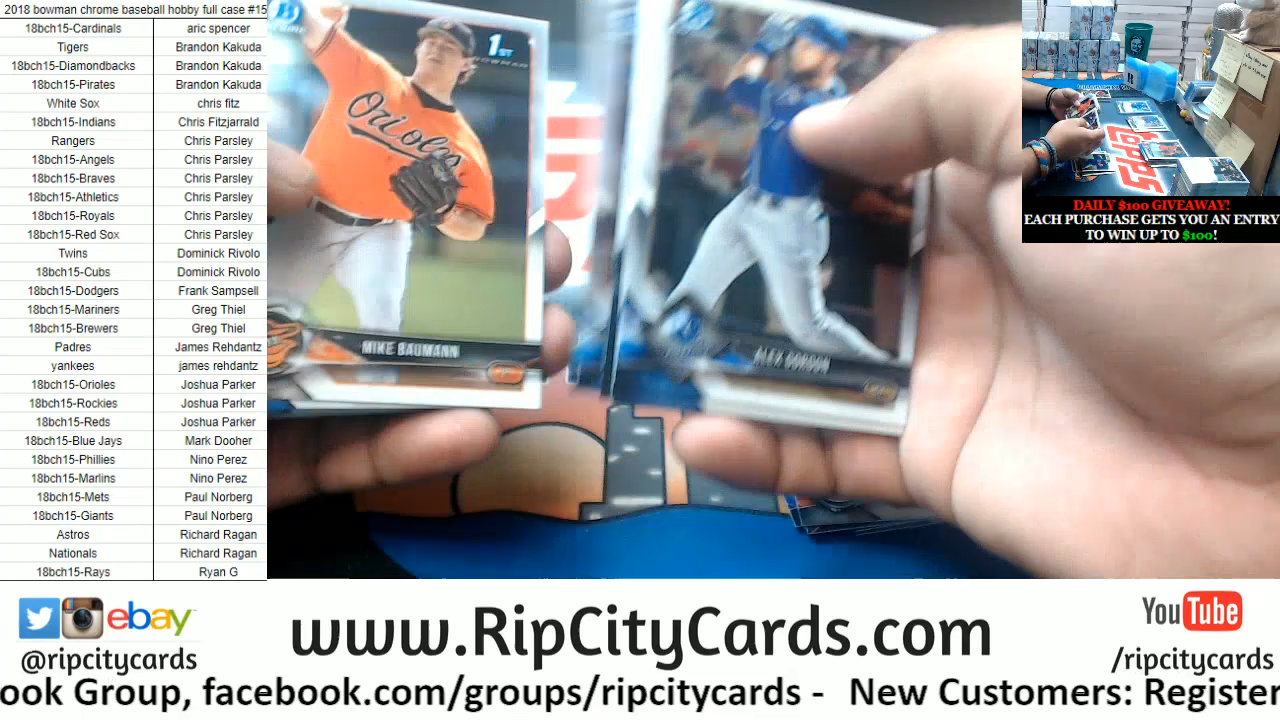 2018 bowman chrome baseball hobby full case #15
18bch15-Cardinals aric spencer
Tigers Brandon Kakuda
18bch15-Diamondbacks Brandon Kakuda
18bch15-Pirates Brandon Kakuda
White Sox chris fitz
18bch15-Indians Chris Fitzjarrald
Rangers Chris Parsley
18bch15-Angels Chris Parsley
18bch15-Braves Chris Parsley
18bch15-Athletics Chris Parsley
18bch15-Royals Chris Parsley
18bch15-Red Sox Chris Parsley
Twins Dominick Rivolo
18bch15-Cubs Dominick Rivolo
18bch15-Dodgers Frank Sampsell
18bch15-Mariners Greg Thiel
18bch15-Brewers Greg Thiel
Padres James Rehdantz
yankees james rehdantz
18bch15-Orioles Joshua Parker
18bch15-Rockies Joshua Parker
18bch15-Reds Joshua Parker
18bch15-Blue Jays Mark Dooher
18bch15-Phillies Nino Perez
18bch15-Marlins Nino Perez
18bch15-Mets Paul Norberg
18bch15-Giants Paul Norberg
Astros Richard Ragan
Nationals Richard Ragan
18bch15-Rays Ryan G
1ST
BOWMAN
Orioles
MIKE BAUMANN
ALEX GORDON
TOPPS
DAILY $100 GIVEAWAY!
EACH PURCHASE GETS YOU AN ENTRY
TO WIN UP TO $100!
ebay
@ripcitycards
www.RipCityCards.com
YouTube
/ripcitycards
ook Group, facebook.com/groups/ripcitycards - New Customers: Register